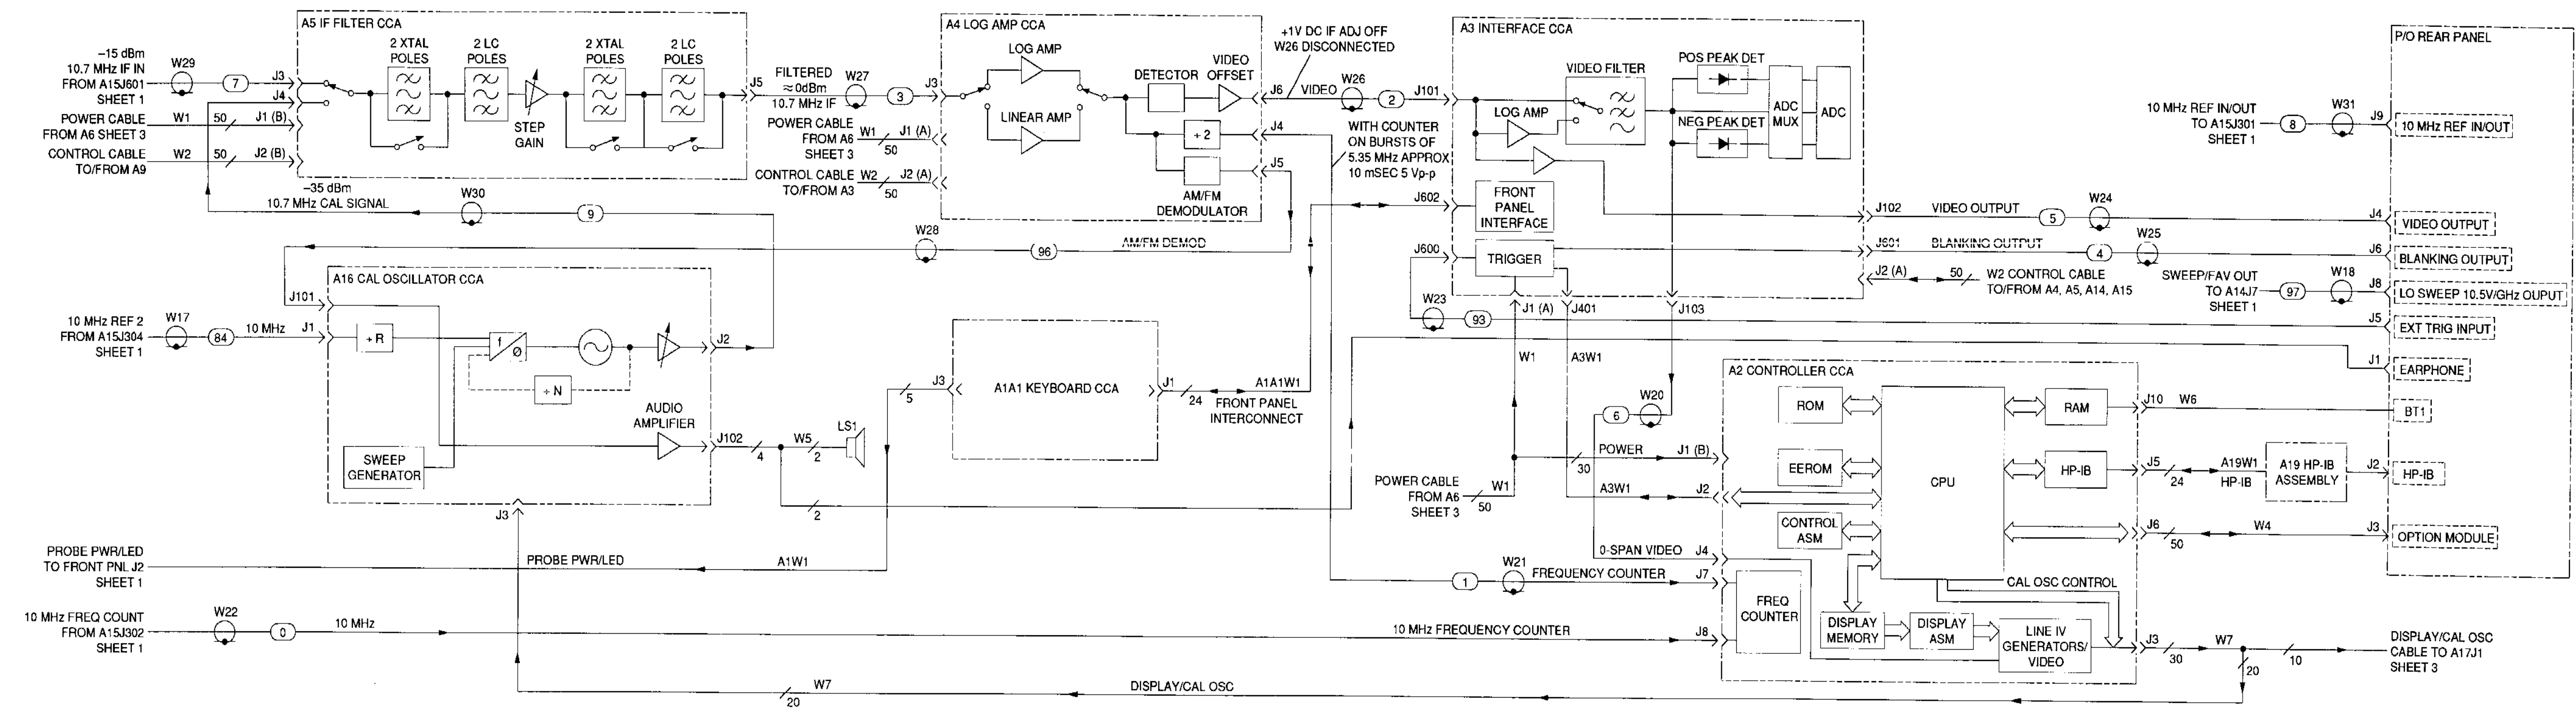 A5 IF FILTER CCA
–15 dBm
10.7 MHz IF IN
FROM A15J601
SHEET 1
W29
7
J3
J4
2 XTAL
POLES
2 LC
POLES
STEP
GAIN
2 XTAL
POLES
2 LC
POLES
J5
POWER CABLE
FROM A6 SHEET 3
W1
50
J1 (B)
CONTROL CABLE
TO/FROM A9
W2
50
J2 (B)
–35 dBm
10.7 MHz CAL SIGNAL
W30
9
FILTERED
≈ 0dBm
10.7 MHz IF
W27
3
J3
POWER CABLE
FROM A6
SHEET 3
W1
50
J1 (A)
CONTROL CABLE
TO/FROM A3
W2
50
J2 (A)
A4 LOG AMP CCA
LOG AMP
LINEAR AMP
DETECTOR
VIDEO
OFFSET
÷ 2
AM/FM
DEMODULATOR
J6
J4
J5
W28
96
AM/FM DEMOD
+1V DC IF ADJ OFF
W26 DISCONNECTED
VIDEO
W26
2
J101
WITH COUNTER
ON BURSTS OF
5.35 MHz APPROX
10 mSEC 5 Vp-p
J602
J600
A3 INTERFACE CCA
VIDEO FILTER
LOG AMP
POS PEAK DET
NEG PEAK DET
ADC
MUX
ADC
FRONT
PANEL
INTERFACE
TRIGGER
J102
VIDEO OUTPUT
5
W24
J4
J601
BLANKING OUTPUT
4
W25
J6
J2 (A)
50
W2 CONTROL CABLE
TO/FROM A4, A5, A14, A15
W23
93
J1 (A)
J401
J103
P/O REAR PANEL
10 MHz REF IN/OUT
TO A15J301
SHEET 1
8
W31
J9
10 MHz REF IN/OUT
VIDEO OUTPUT
BLANKING OUTPUT
SWEEP/FAV OUT
TO A14J7
SHEET 1
97
W18
J8
LO SWEEP 10.5V/GHz OUPUT
J5
EXT TRIG INPUT
J1
EARPHONE
A16 CAL OSCILLATOR CCA
J101
10 MHz REF 2
FROM A15J304
SHEET 1
W17
84
10 MHz
J1
÷ R
f
Ø
÷ N
J2
SWEEP
GENERATOR
AUDIO
AMPLIFIER
J102
4
W5
2
LS1
2
J3
J3
5
A1A1 KEYBOARD CCA
J1
24
A1A1W1
FRONT PANEL
INTERCONNECT
W1
A3W1
6
W20
30
POWER
J1 (B)
POWER CABLE
FROM A6
SHEET 3
W1
50
A3W1
J2
0-SPAN VIDEO
J4
1
W21
FREQUENCY COUNTER
J7
10 MHz FREQUENCY COUNTER
J8
A2 CONTROLLER CCA
ROM
EEROM
CONTROL
ASM
CPU
RAM
HP-IB
CAL OSC CONTROL
FREQ
COUNTER
DISPLAY
MEMORY
DISPLAY
ASM
LINE IV
GENERATORS/
VIDEO
J10
W6
BT1
J5
24
A19W1
HP-IB
A19 HP-IB
ASSEMBLY
J2
HP-IB
J6
50
W4
J3
OPTION MODULE
J3
30
W7
20
10
DISPLAY/CAL OSC
CABLE TO A17J1
SHEET 3
PROBE PWR/LED
TO FRONT PNL J2
SHEET 1
PROBE PWR/LED
A1W1
10 MHz FREQ COUNT
FROM A15J302
SHEET 1
W22
0
10 MHz
W7
20
DISPLAY/CAL OSC